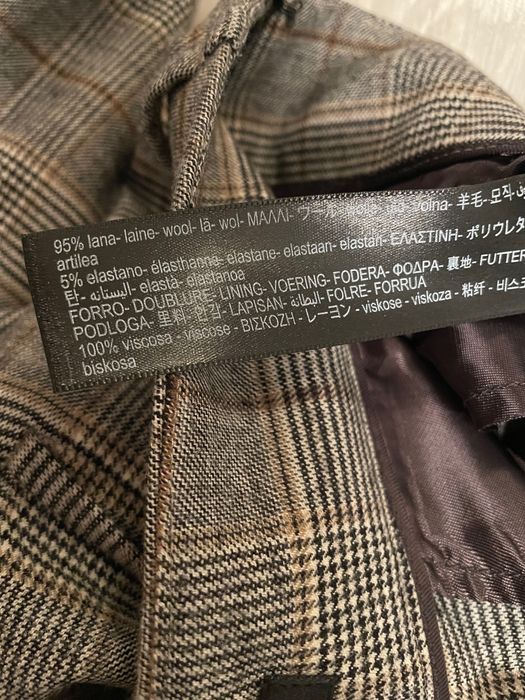 95% lana- laine- wool- lã- wol- ΜΑΛΛΙ- ウール- 羊毛- 모직
artilea
5% elastano- élasthanne- elastane- elastaan- elastan- ΕΛΑΣΤΙΝΗ- ポリウレタ
탄- اليستانه- elastà- elastanoa
FORRO- DOUBLURE- LINING- VOERING- FODERA- ΦΟΔΡΑ- 裏地- FUTTER
PODLOGA- 里料- 안감- LAPISAN- البطانة- FOLRE- FORRUA
100% viscosa - viscose - ΒΙΣΚΟΖΗ - レーヨン - viskose - viskoza - 粘纤 - 비스코
biskosa